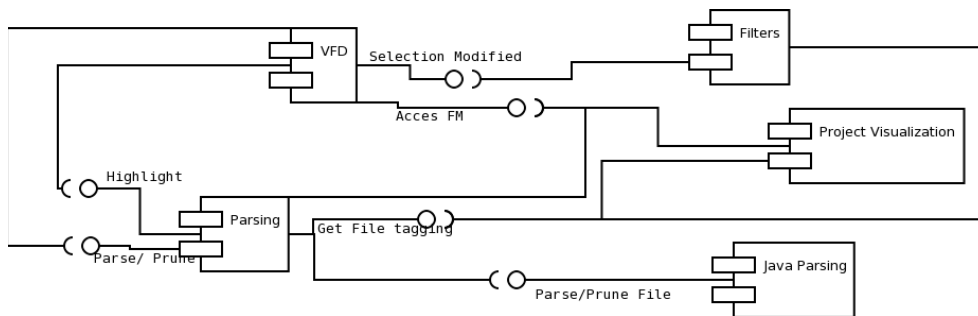 Filters
VFD
Selection Modified
Acces FM
Project Visualization
Highlight
Parsing
Get File tagging
Parse/ Prune
Java Parsing
Parse/Prune File